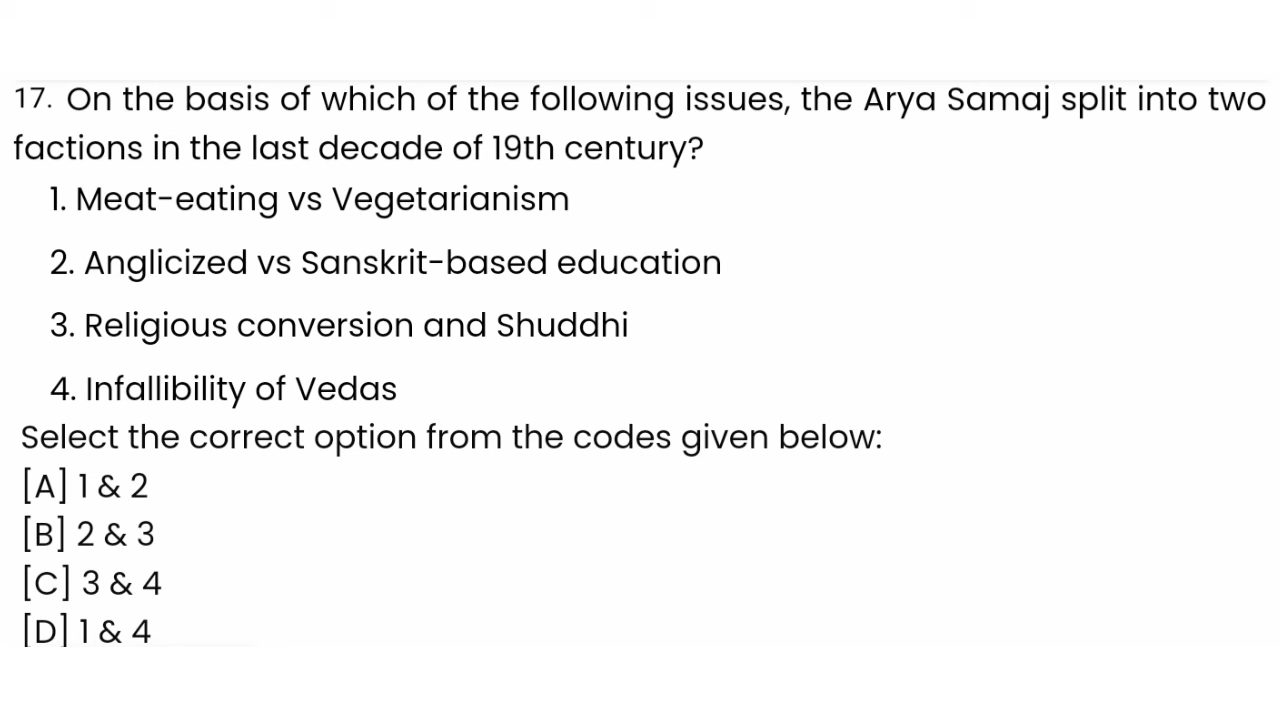 17. On the basis of which of the following issues, the Arya Samaj split into two
factions in the last decade of 19th century?
1. Meat-eating vs Vegetarianism
2. Anglicized vs Sanskrit-based education
3. Religious conversion and Shuddhi
4. Infallibility of Vedas
Select the correct option from the codes given below:
[A] 1 & 2
[B] 2 & 3
[C] 3 & 4
[D] 1 & 4